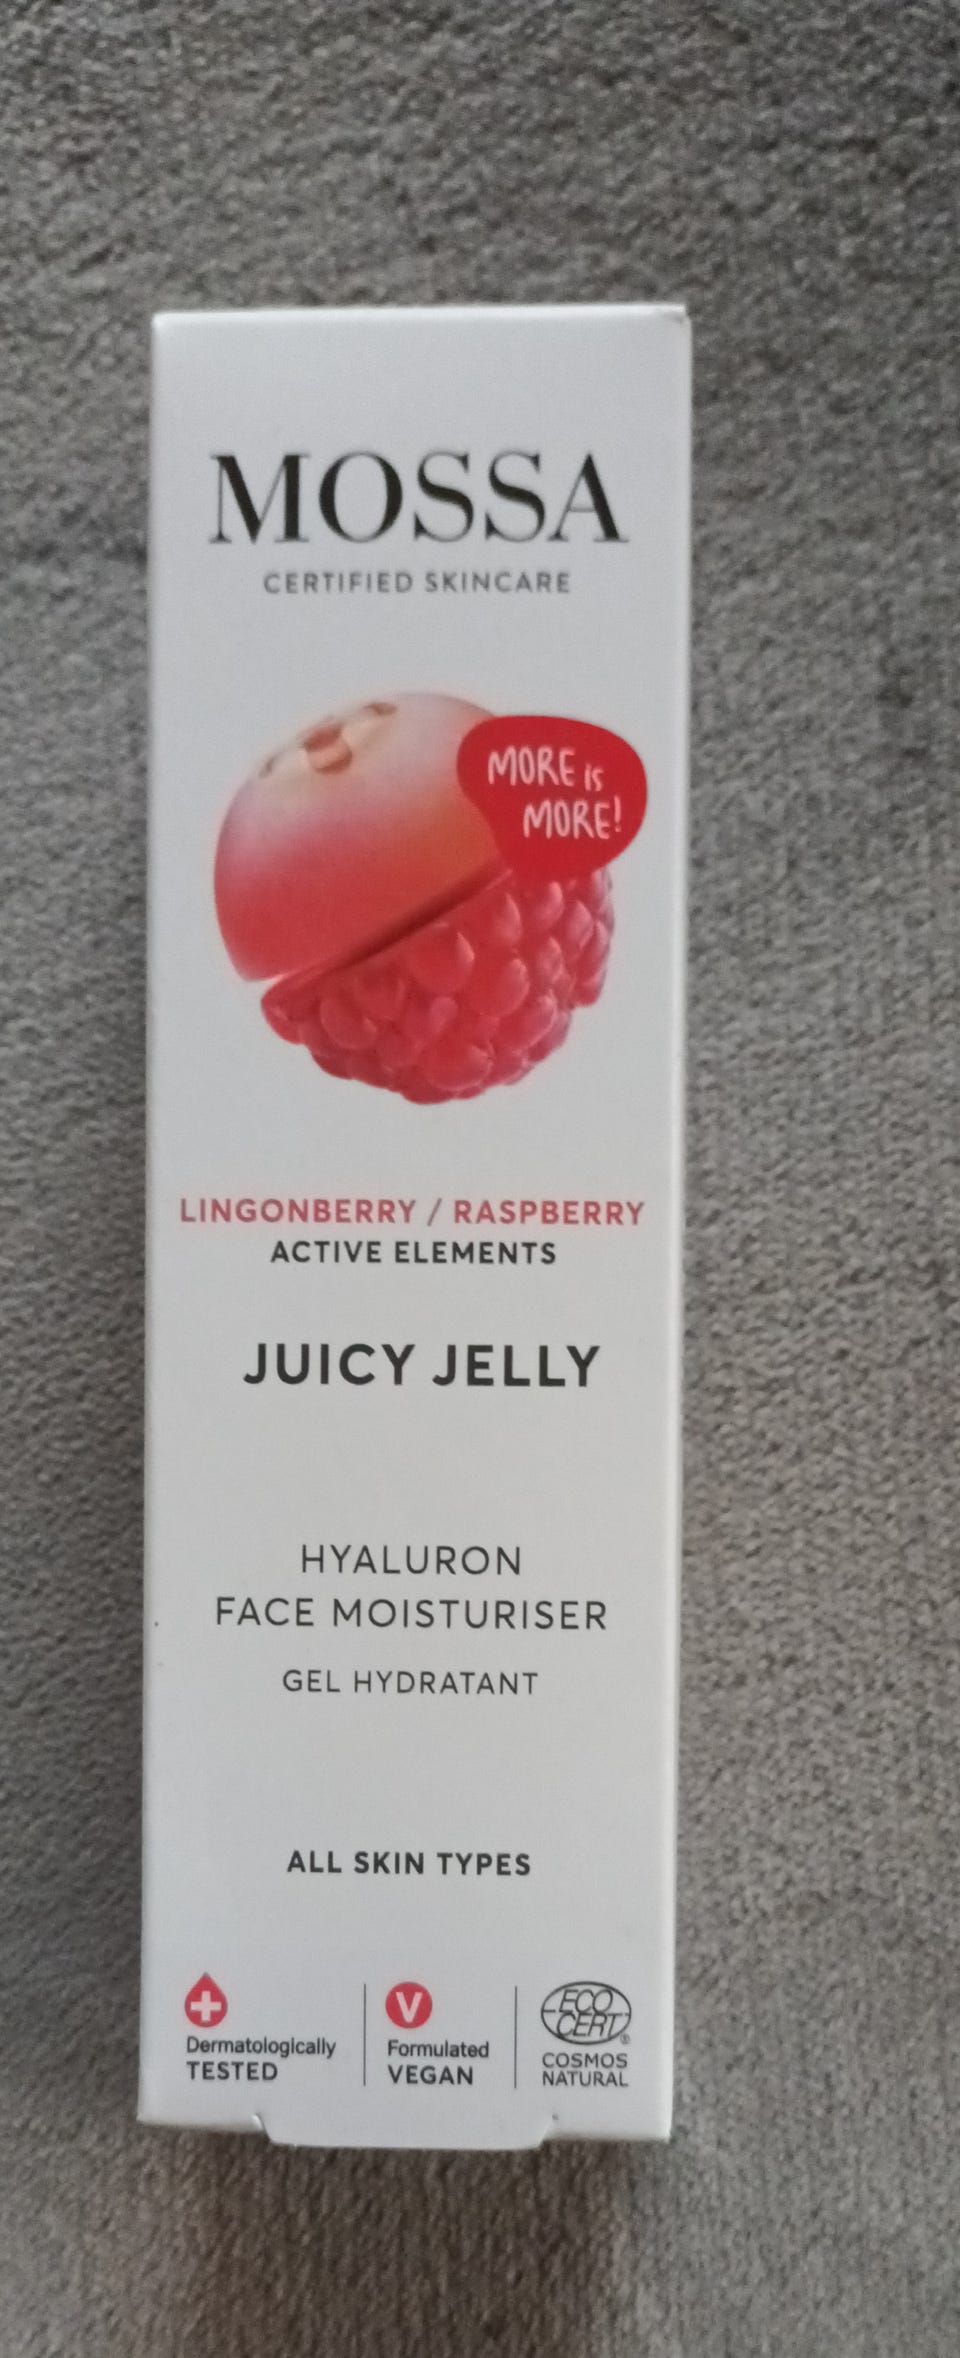 MOSSA
CERTIFIED SKINCARE
MORE is
MORE!
LINGONBERRY / RASPBERRY
ACTIVE ELEMENTS
JUICY JELLY
HYALURON
FACE MOISTURISER
GEL HYDRATANT
ALL SKIN TYPES
Dermatologically
TESTED
V
Formulated
VEGAN
ECO
CERT®
COSMOS
NATURAL